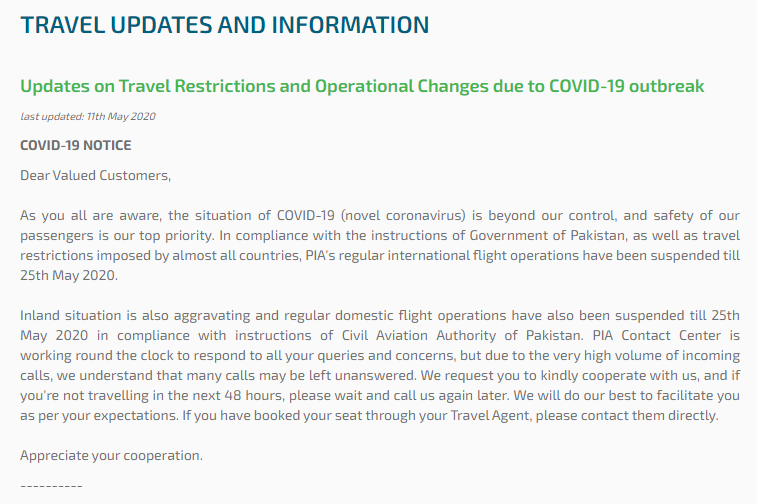 TRAVEL UPDATES AND INFORMATION
Updates on Travel Restrictions and Operational Changes due to COVID-19 outbreak
last updated: 11th May 2020
COVID-19 NOTICE
Dear Valued Customers,
As you all are aware, the situation of COVID-19 (novel coronavirus) is beyond our control, and safety of our
passengers is our top priority. In compliance with the instructions of Government of Pakistan, as well as travel
restrictions imposed by almost all countries, PIA's regular international flight operations have been suspended till
25th May 2020.
Inland situation is also aggravating and regular domestic flight operations have also been suspended till 25th
May 2020 in compliance with instructions of Civil Aviation Authority of Pakistan. PIA Contact Center is
working round the clock to respond to all your queries and concerns, but due to the very high volume of incoming
calls, we understand that many calls may be left unanswered. We request you to kindly cooperate with us, and if
you're not travelling in the next 48 hours, please wait and call us again later. We will do our best to facilitate you
as per your expectations. If you have booked your seat through your Travel Agent, please contact them directly.
Appreciate your cooperation.
----------